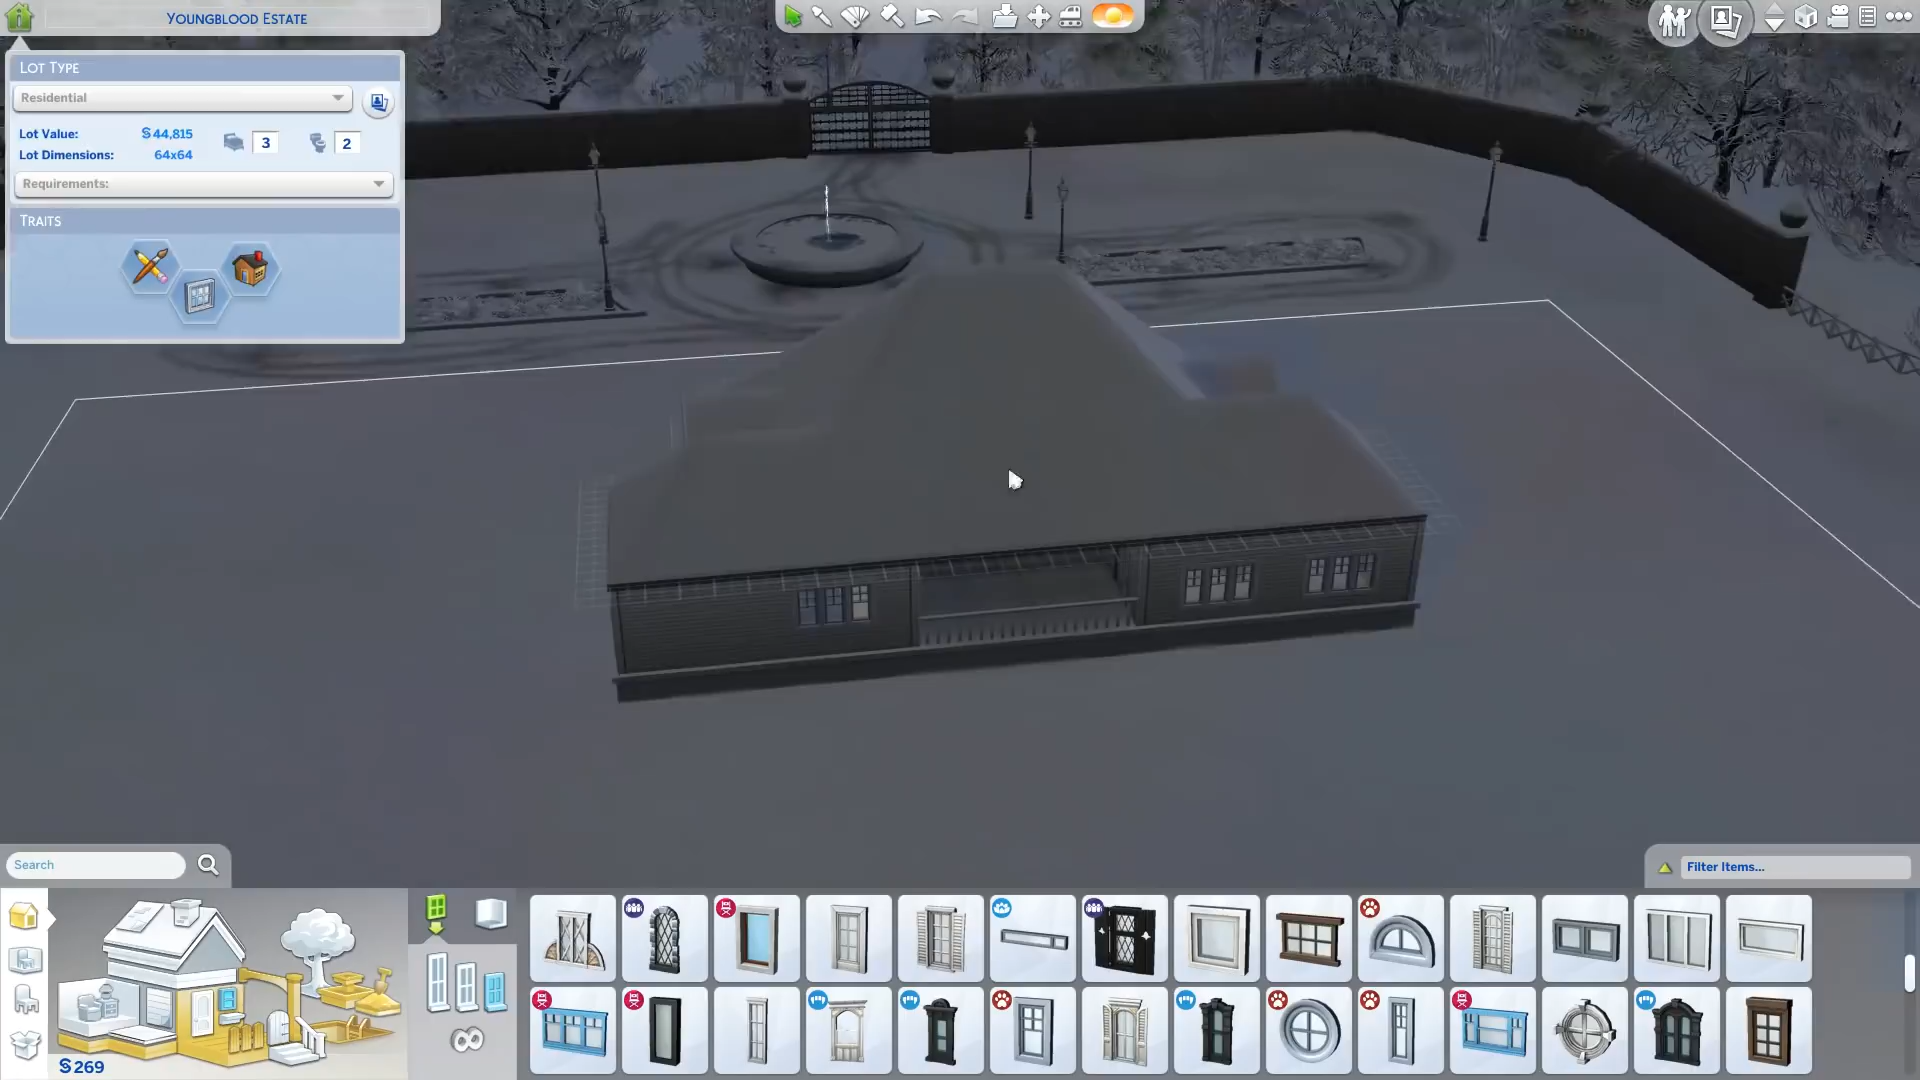 YOUNGBLOOD ESTATE
LOT TYPE
Residential
Lot Value: §44,815 3 2
Lot Dimensions: 64x64
Requirements:
TRAITS
Search
Filter Items...
§269